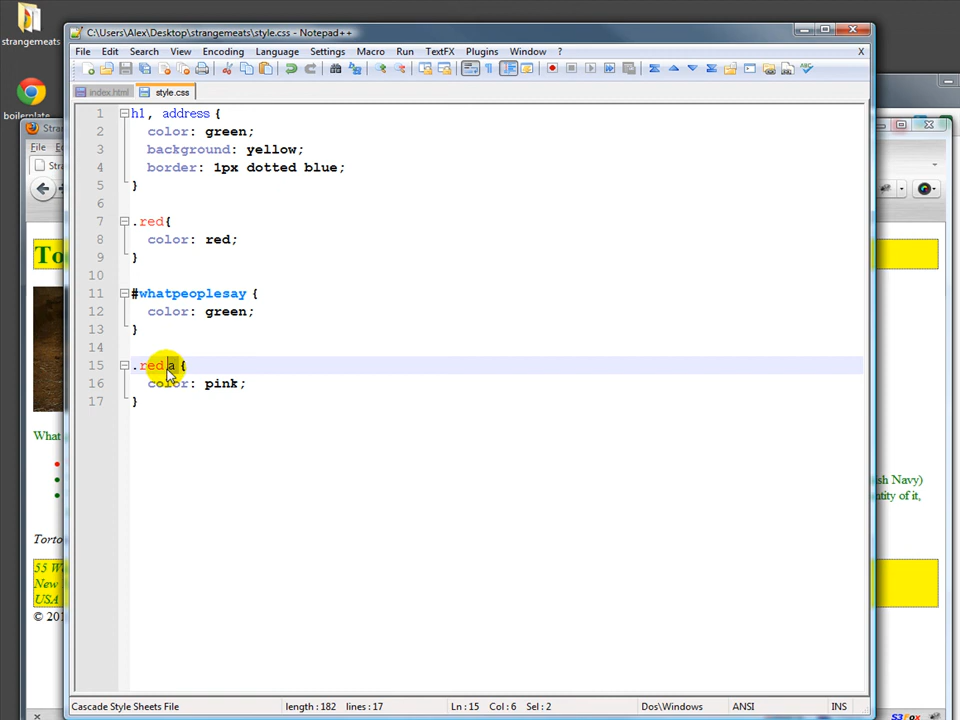 strangemeats
boilerplate
C:\Users\Alex\Desktop\strangemeats\style.css - Notepad++
File Edit Search View Encoding Language Settings Macro Run TextFX Plugins Window ? X
index.html style.css
1 h1, address {
2 color: green;
3 background: yellow;
4 border: 1px dotted blue;
5 }
6
7 .red{
8 color: red;
9 }
10
11 #whatpeoplesay {
12 color: green;
13 }
14
15 .red a {
16 color: pink;
17 }
Stran
File
Stra
To
What
sh Navy)
ntity of it,
Torto
55 W
New
USA
© 201
Cascade Style Sheets File length: 182 lines: 17 Ln: 15 Col: 6 Sel: 2 Dos\Windows ANSI INS
S3Fox